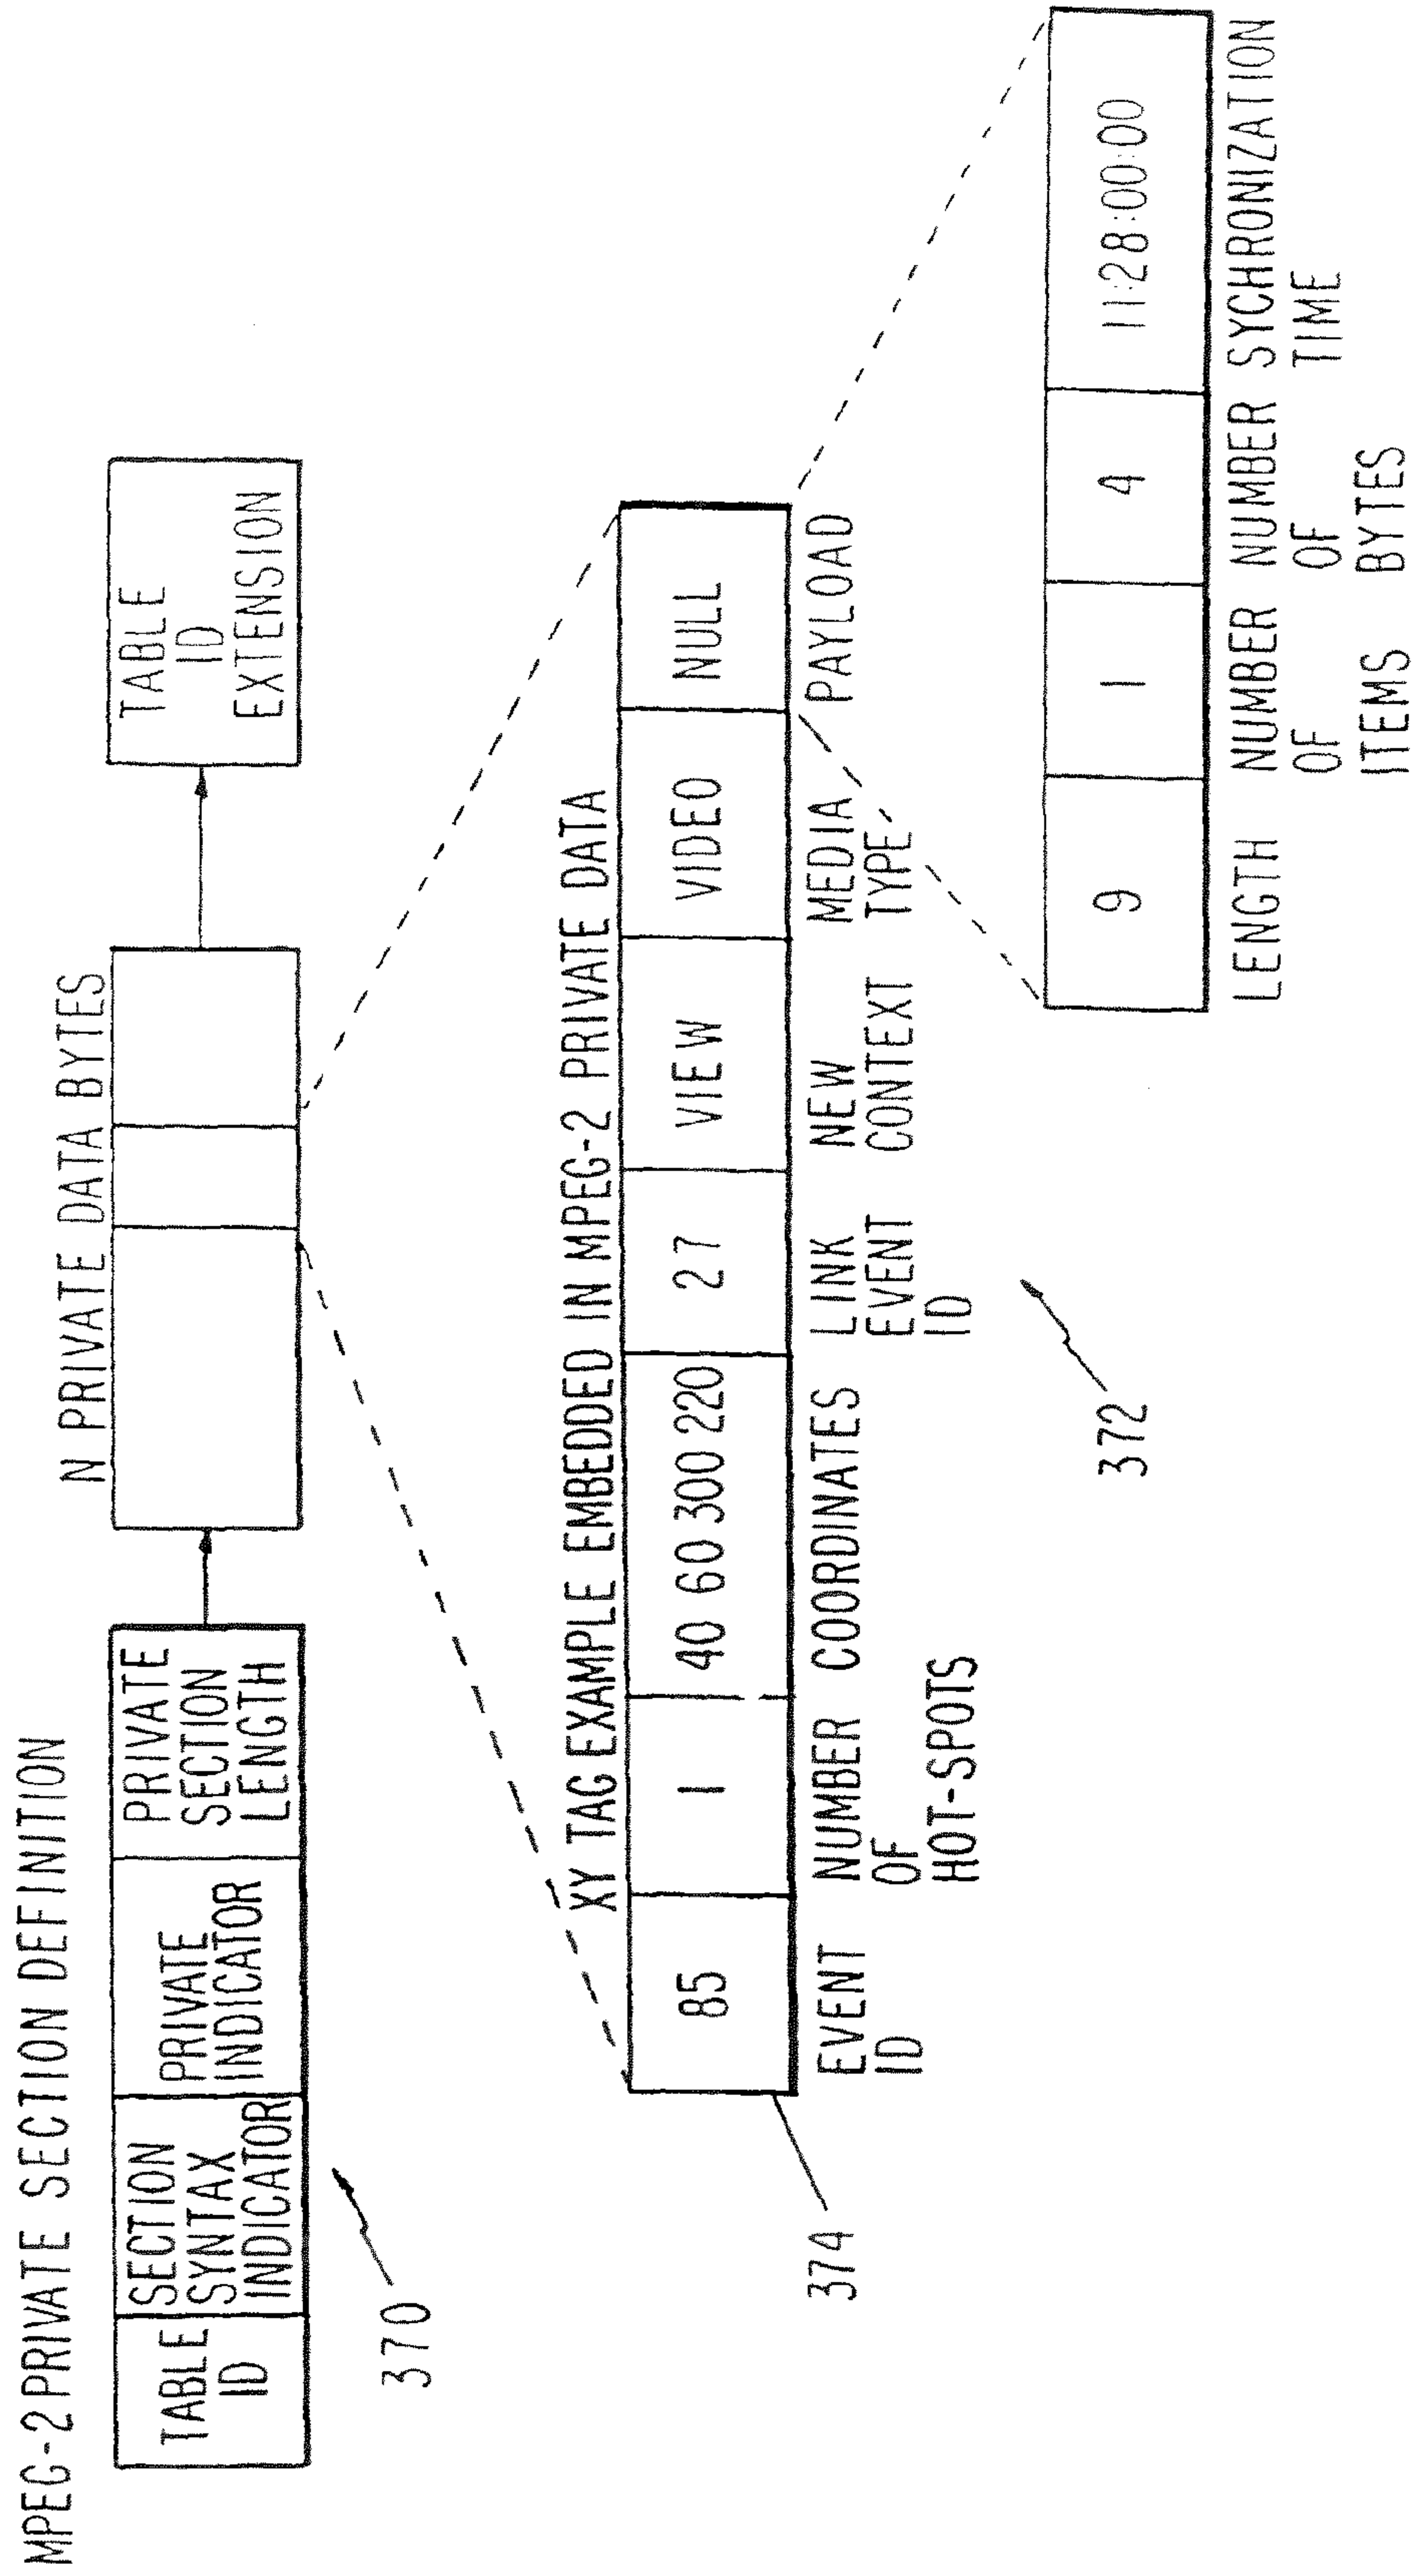 MPEG-2 PRIVATE SECTION DEFINITION
N PRIVATE DATA BYTES
TABLE
ID
SECTION
SYNTAX
INDICATOR
PRIVATE
INDICATOR
PRIVATE
SECTION
LENGTH
TABLE
ID
EXTENSION
370
XY TAG EXAMPLE EMBEDDED IN MPEG-2 PRIVATE DATA
85
1
40 60 300 220
27
VIEW
VIDEO
NULL
374
EVENT
ID
NUMBER
OF
HOT-SPOTS
COORDINATES
LINK
EVENT
ID
NEW
CONTEXT
MEDIA
TYPE
PAYLOAD
372
9
1
4
11:28:00:00
LENGTH
NUMBER
OF
ITEMS
NUMBER
OF
BYTES
SYCHRONIZATION
TIME